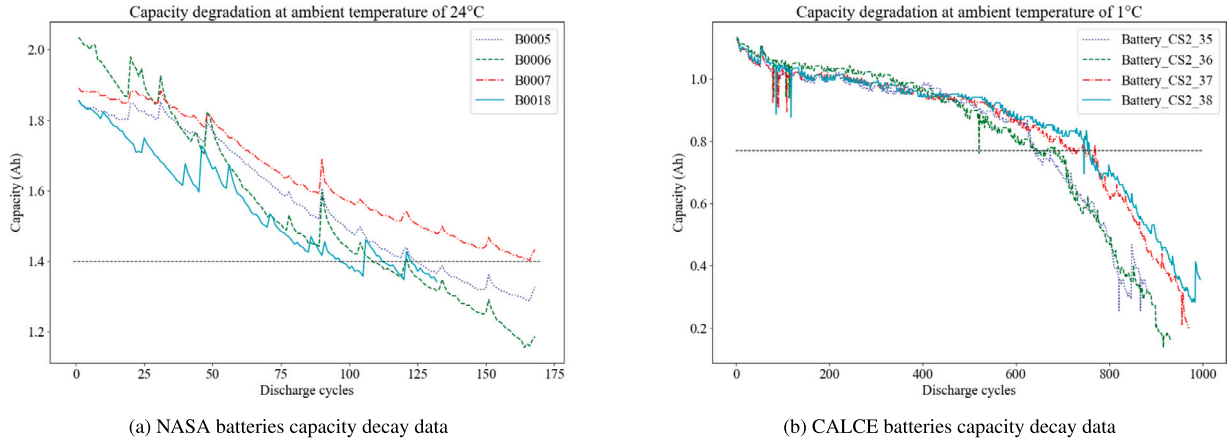 Capacity degradation at ambient temperature of 24°C
2.0
1.8
1.6
1.4
1.2
Capacity (Ah)
B0005
B0006
B0007
B0018
0
25
50
75
100
125
150
175
Discharge cycles
(a) NASA batteries capacity decay data
Capacity degradation at ambient temperature of 1°C
1.0
0.8
0.6
0.4
0.2
Capacity (Ah)
Battery_CS2_35
Battery_CS2_36
Battery_CS2_37
Battery_CS2_38
0
200
400
600
800
1000
Discharge cycles
(b) CALCE batteries capacity decay data